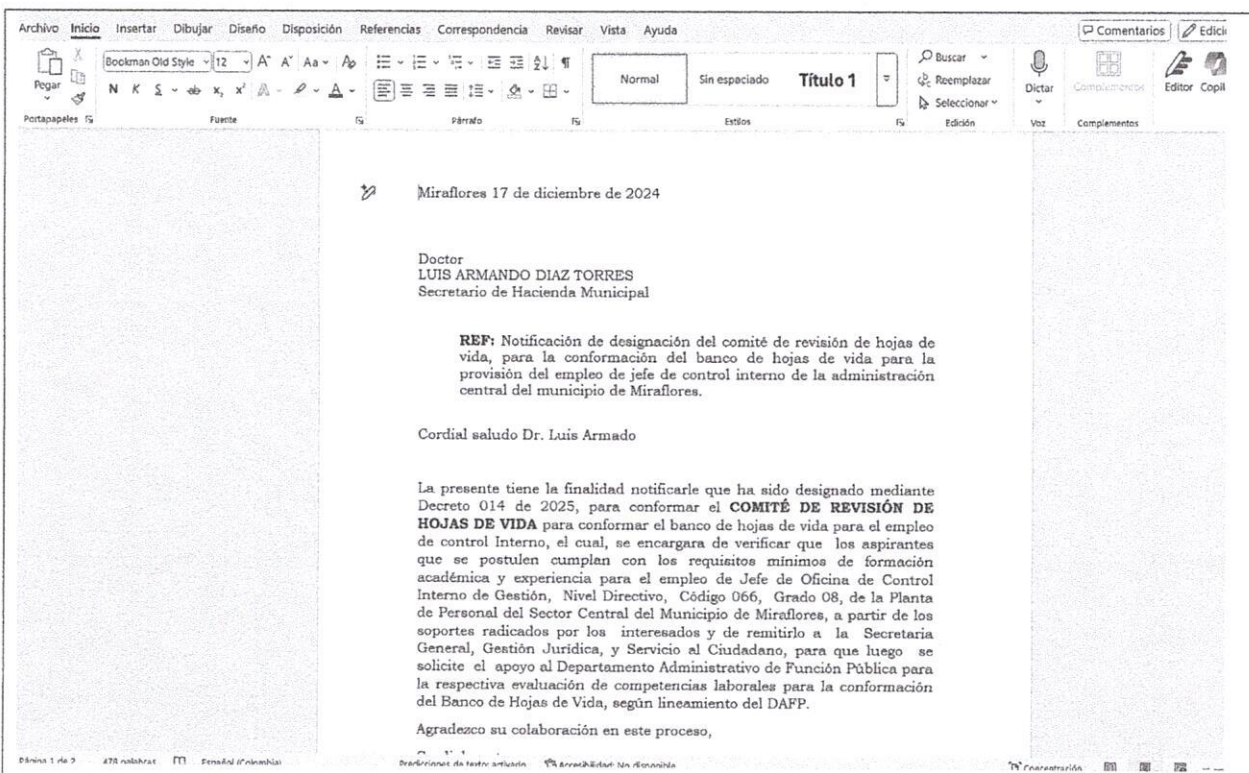 Archivo Inicio Insertar Dibujar Diseño Disposición Referencias Correspondencia Revisar Vista Ayuda Comentarios Edici
Bookman Old Style 12 Buscar
Pegar Normal Sin espaciado Título 1 Reemplazar Dictar Complementos Editor Copil
Seleccionar
Portapapeles Fuente Párrafo Estilos Edición Voz Complementos
Miraflores 17 de diciembre de 2024
Doctor
LUIS ARMANDO DIAZ TORRES
Secretario de Hacienda Municipal
REF: Notificación de designación del comité de revisión de hojas de
vida, para la conformación del banco de hojas de vida para la
provisión del empleo de jefe de control interno de la administración
central del municipio de Miraflores.
Cordial saludo Dr. Luis Armado
La presente tiene la finalidad notificarle que ha sido designado mediante
Decreto 014 de 2025, para conformar el COMITÉ DE REVISIÓN DE
HOJAS DE VIDA para conformar el banco de hojas de vida para el empleo
de control Interno, el cual, se encargara de verificar que los aspirantes
que se postulen cumplan con los requisitos mínimos de formación
académica y experiencia para el empleo de Jefe de Oficina de Control
Interno de Gestión, Nivel Directivo, Código 066, Grado 08, de la Planta
de Personal del Sector Central del Municipio de Miraflores, a partir de los
soportes radicados por los interesados y de remitirlo a la Secretaria
General, Gestión Jurídica, y Servicio al Ciudadano, para que luego se
solicite el apoyo al Departamento Administrativo de Función Pública para
la respectiva evaluación de competencias laborales para la conformación
del Banco de Hojas de Vida, según lineamiento del DAFP.
Agradezco su colaboración en este proceso,
Página 1 de 2 478 palabras Español (Colombia) Predicciones de texto: activado Accesibilidad: No disponible Concentración